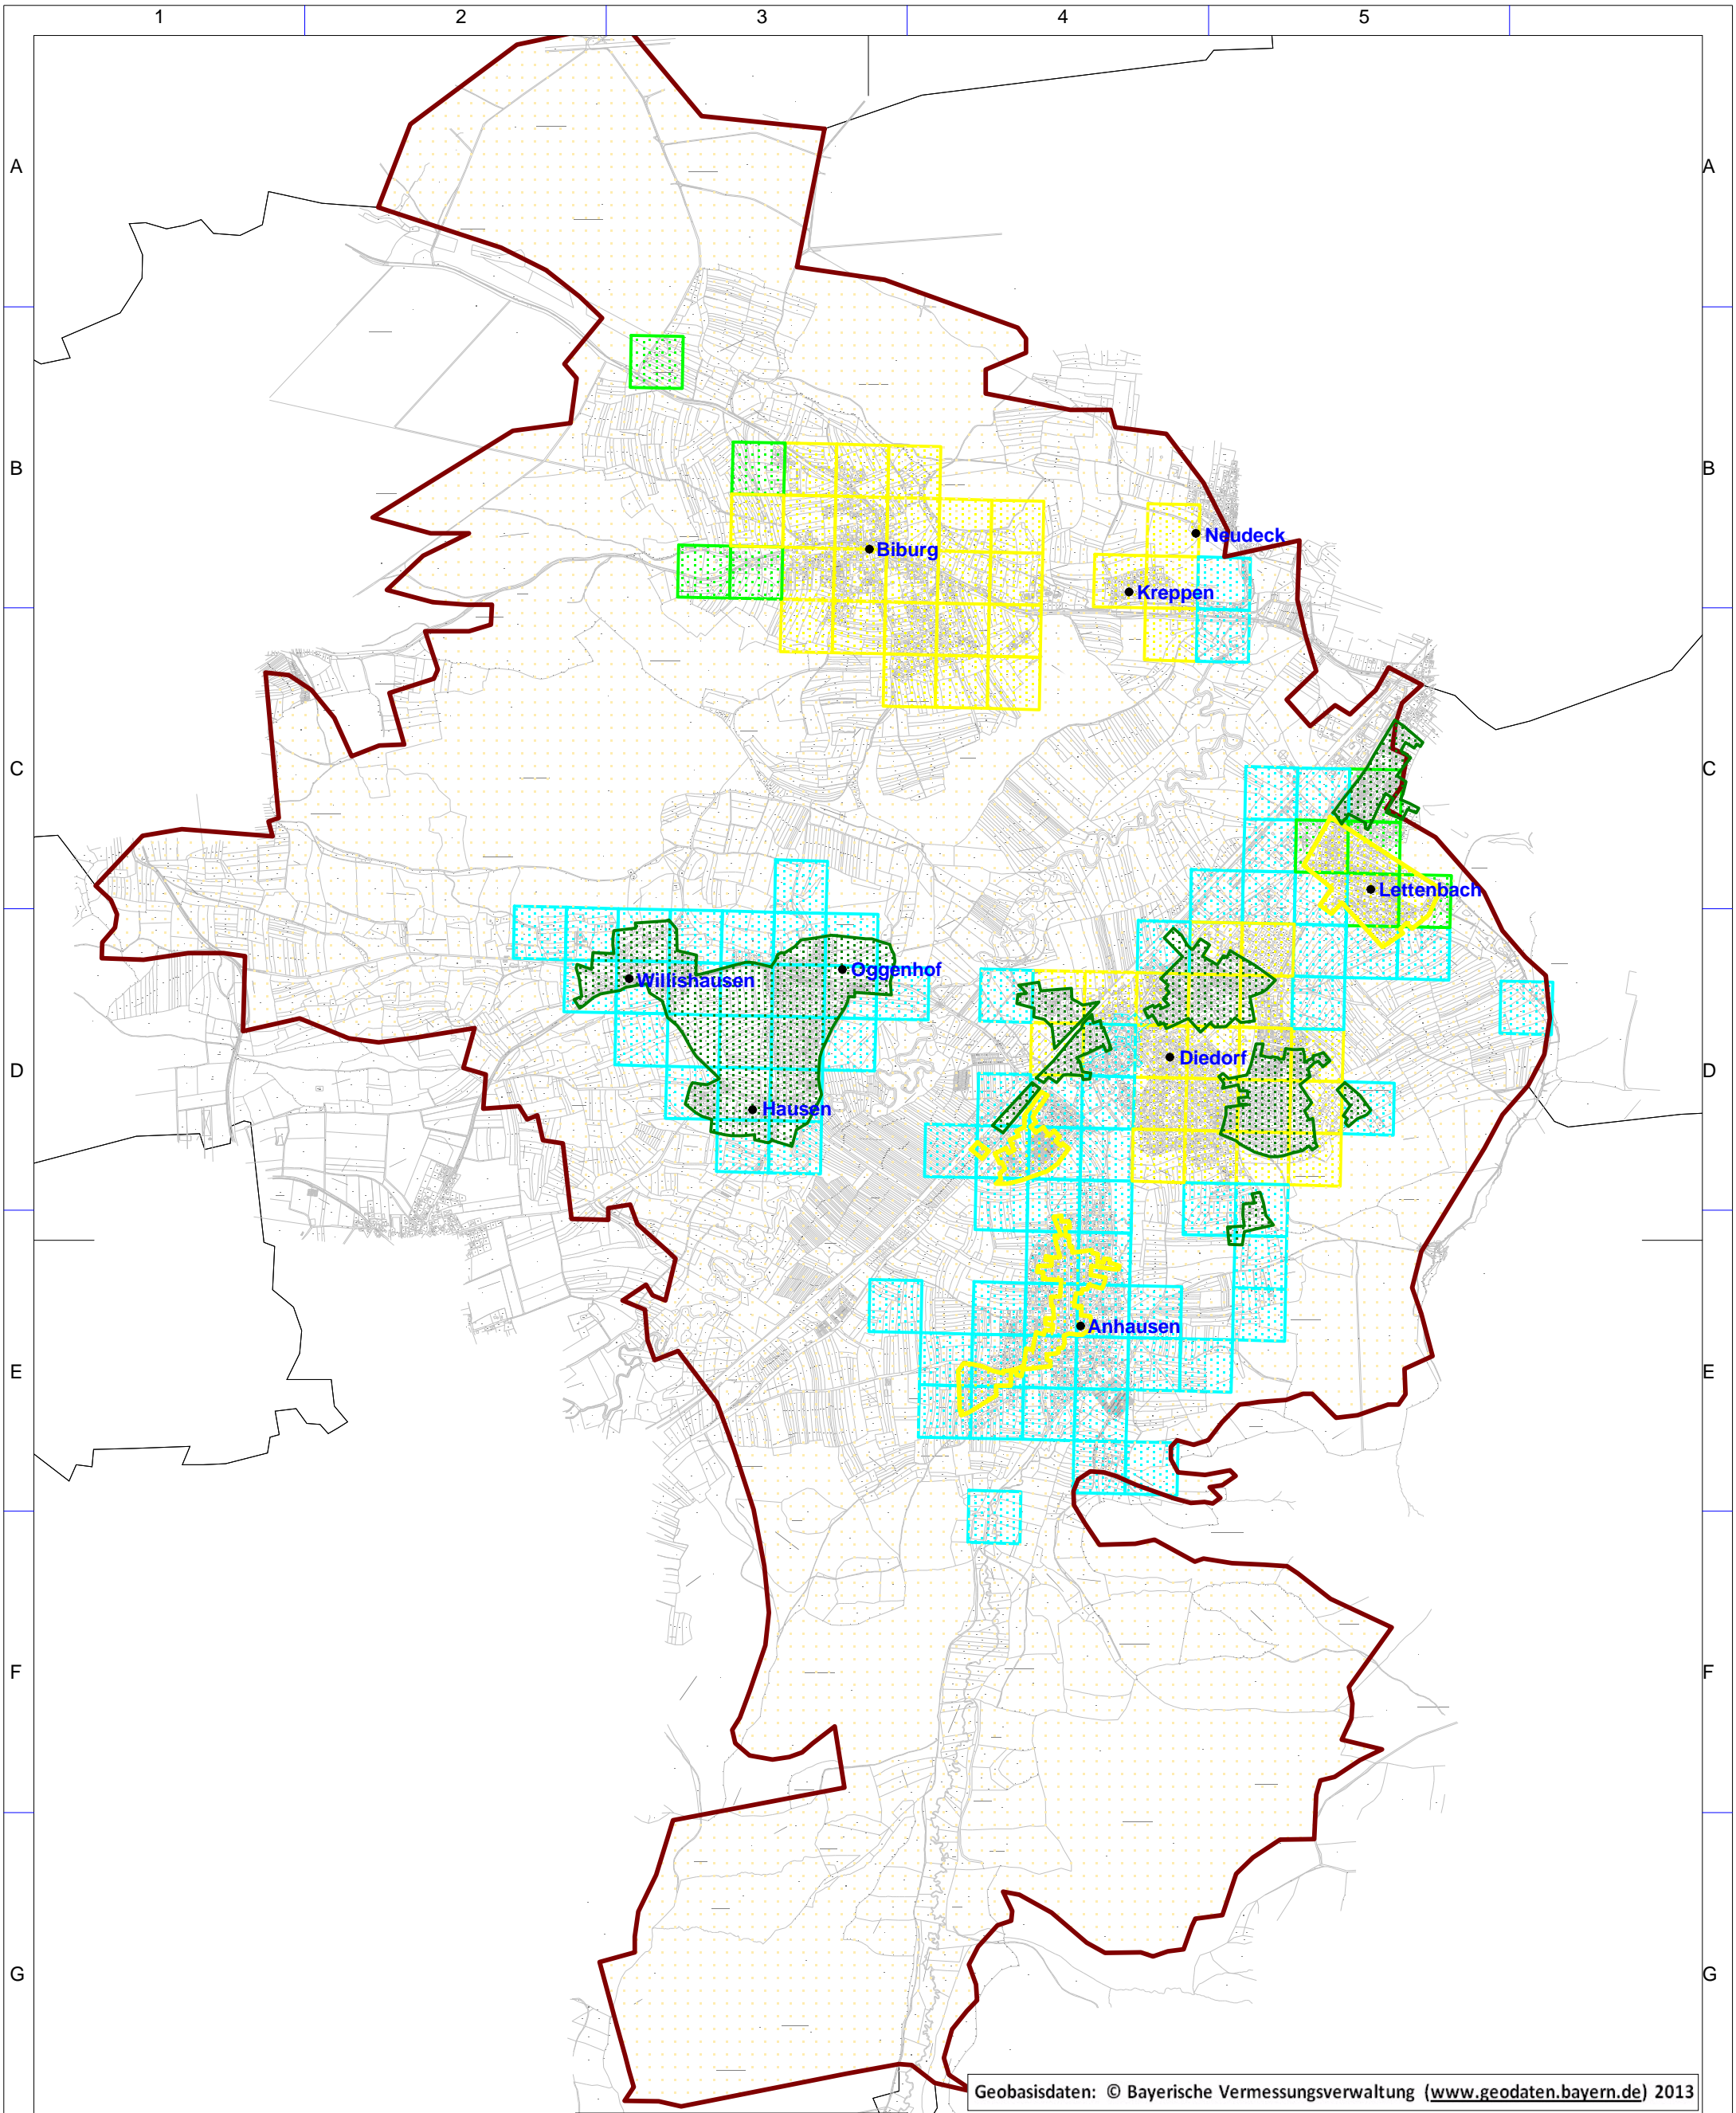 1 2 3 4 5
A A
B B
Biburg
Neudeck
Kreppen
C C
Lettenbach
Oggenhof
Willishausen
Diedorf
D D
Hausen
Anhausen
E E
F F
G G
Geobasisdaten: © Bayerische Vermessungsverwaltung (www.geodaten.bayern.de) 2013